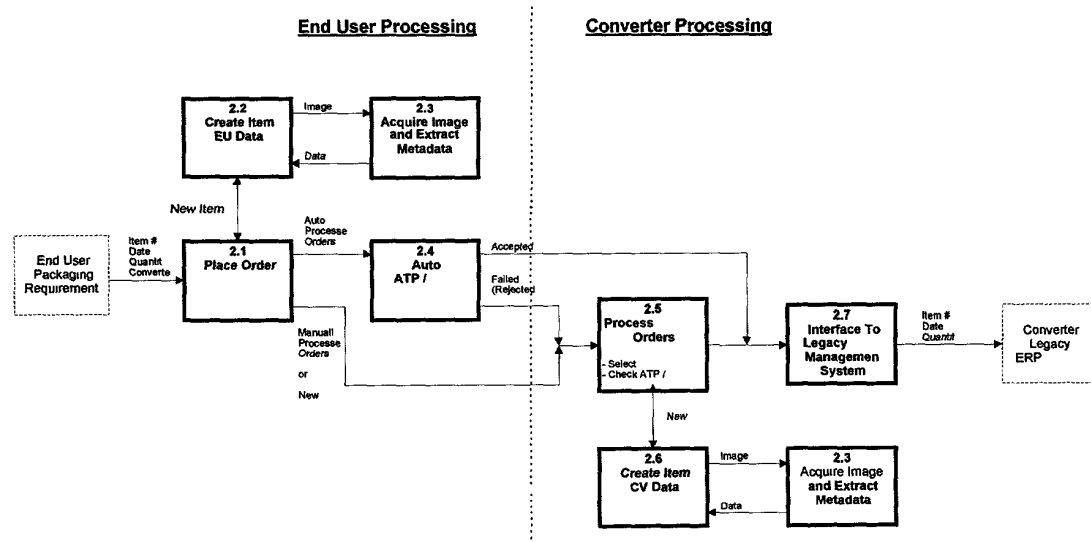 End User Processing
Converter Processing
2.2
Create Item
EU Data
Image
Data
2.3
Acquire Image
and Extract
Metadata
New Item
End User
Packaging
Requirement
Item #
Date
Quantit
Converte
2.1
Place Order
Auto
Processe
Orders
2.4
Auto
ATP /
Accepted
Failed
(Rejected
Manuall
Processe
Orders
or
New
2.5
Process
Orders
- Select
- Check ATP /
2.7
Interface To
Legacy
Managemen
System
Item #
Date
Quantit
Converter
Legacy
ERP
New
2.6
Create Item
CV Data
Image
Data
2.3
Acquire Image
and Extract
Metadata